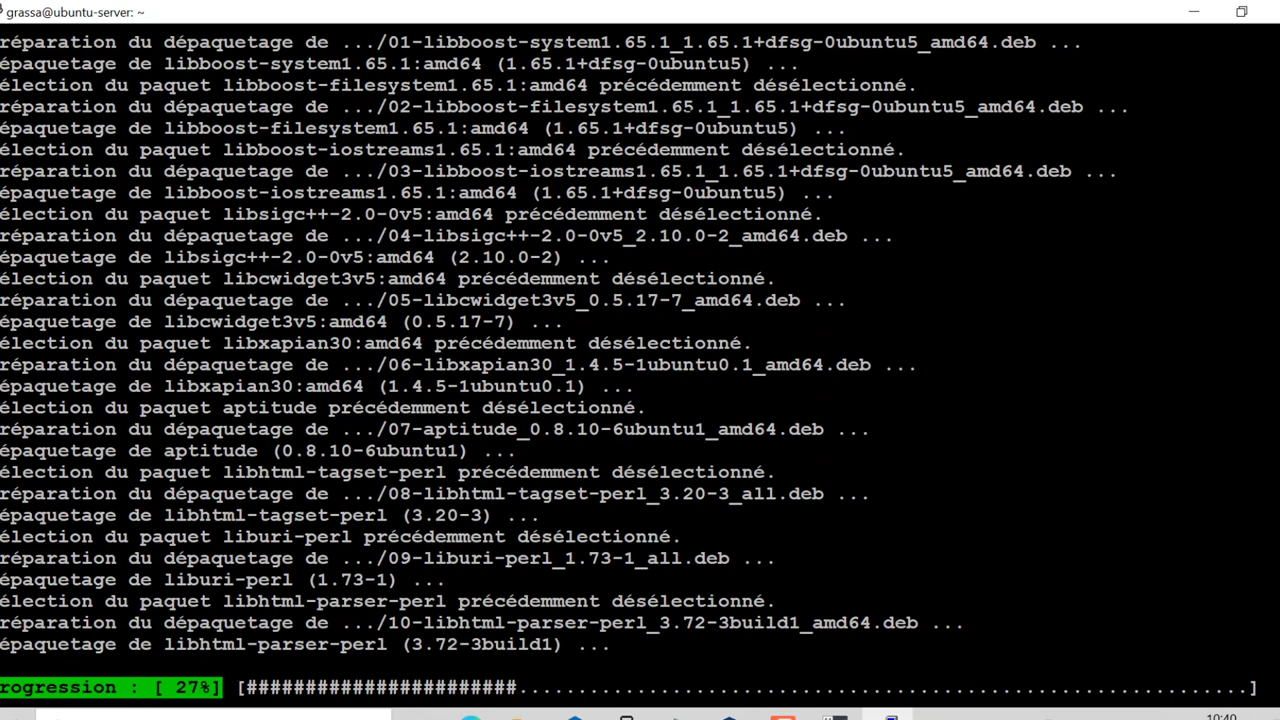 grassa@ubuntu-server: ~
réparation du dépaquetage de .../01-libboost-system1.65.1_1.65.1+dfsg-0ubuntu5_amd64.deb ...
épaquetage de libboost-system1.65.1:amd64 (1.65.1+dfsg-0ubuntu5) ...
élection du paquet libboost-filesystem1.65.1:amd64 précédemment désélectionné.
réparation du dépaquetage de .../02-libboost-filesystem1.65.1_1.65.1+dfsg-0ubuntu5_amd64.deb ...
épaquetage de libboost-filesystem1.65.1:amd64 (1.65.1+dfsg-0ubuntu5) ...
élection du paquet libboost-iostreams1.65.1:amd64 précédemment désélectionné.
réparation du dépaquetage de .../03-libboost-iostreams1.65.1_1.65.1+dfsg-0ubuntu5_amd64.deb ...
épaquetage de libboost-iostreams1.65.1:amd64 (1.65.1+dfsg-0ubuntu5) ...
élection du paquet libsigc++-2.0-0v5:amd64 précédemment désélectionné.
réparation du dépaquetage de .../04-libsigc++-2.0-0v5_2.10.0-2_amd64.deb ...
épaquetage de libsigc++-2.0-0v5:amd64 (2.10.0-2) ...
élection du paquet libcwidget3v5:amd64 précédemment désélectionné.
réparation du dépaquetage de .../05-libcwidget3v5_0.5.17-7_amd64.deb ...
épaquetage de libcwidget3v5:amd64 (0.5.17-7) ...
élection du paquet libxapian30:amd64 précédemment désélectionné.
réparation du dépaquetage de .../06-libxapian30_1.4.5-1ubuntu0.1_amd64.deb ...
épaquetage de libxapian30:amd64 (1.4.5-1ubuntu0.1) ...
élection du paquet aptitude précédemment désélectionné.
réparation du dépaquetage de .../07-aptitude_0.8.10-6ubuntu1_amd64.deb ...
épaquetage de aptitude (0.8.10-6ubuntu1) ...
élection du paquet libhtml-tagset-perl précédemment désélectionné.
réparation du dépaquetage de .../08-libhtml-tagset-perl_3.20-3_all.deb ...
épaquetage de libhtml-tagset-perl (3.20-3) ...
élection du paquet liburi-perl précédemment désélectionné.
réparation du dépaquetage de .../09-liburi-perl_1.73-1_all.deb ...
épaquetage de liburi-perl (1.73-1) ...
élection du paquet libhtml-parser-perl précédemment désélectionné.
réparation du dépaquetage de .../10-libhtml-parser-perl_3.72-3build1_amd64.deb ...
épaquetage de libhtml-parser-perl (3.72-3build1) ...
rogression : [ 27%] [#######################..............................................................]
10:40